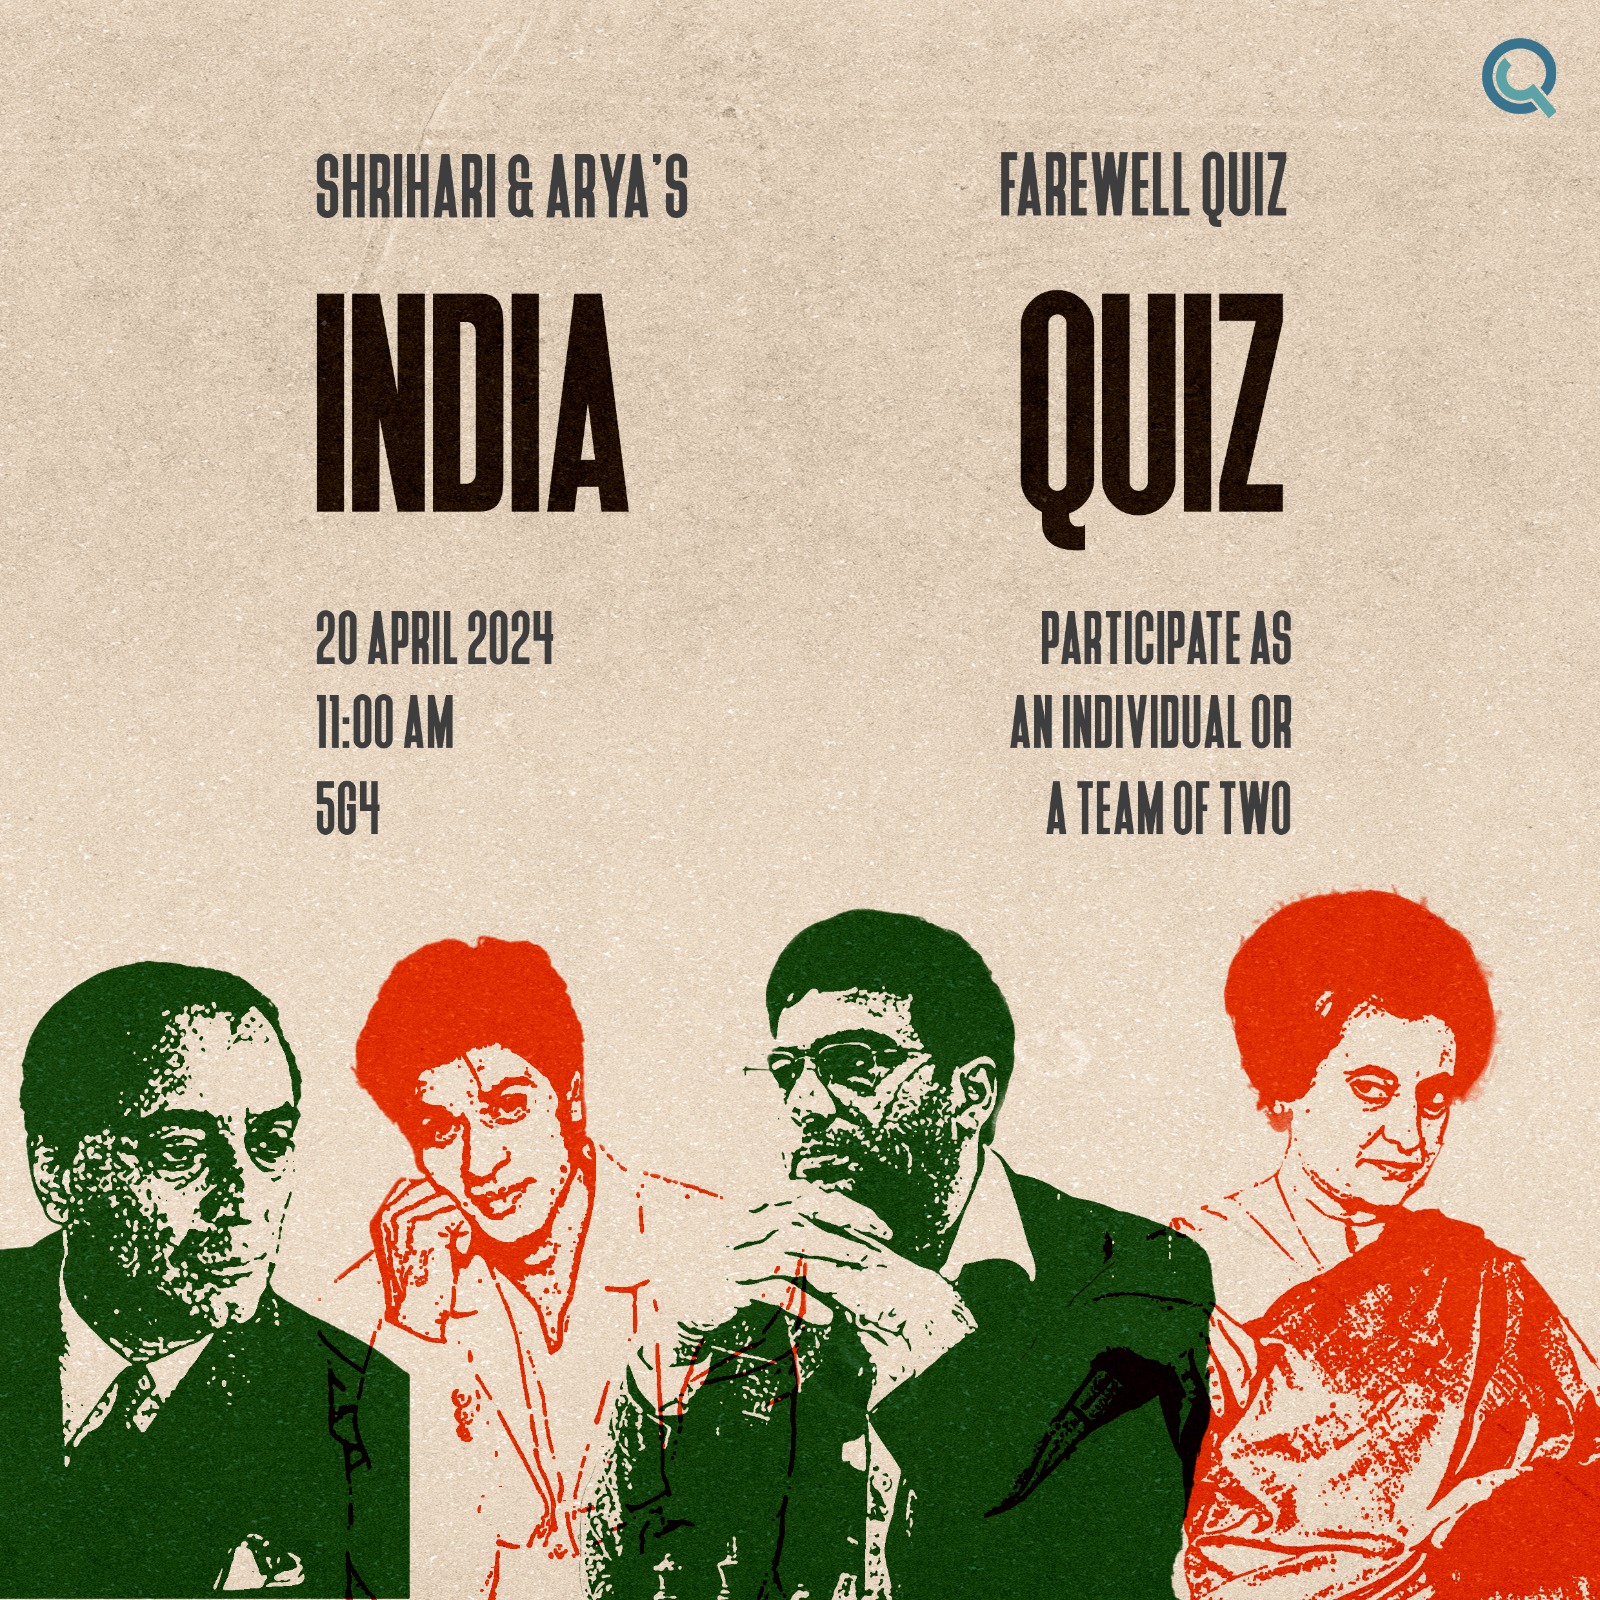 SHRIHARI & ARYA'S
FAREWELL QUIZ
INDIA
QUIZ
20 APRIL 2024
11:00 AM
5G4
PARTICIPATE AS
AN INDIVIDUAL OR
A TEAM OF TWO